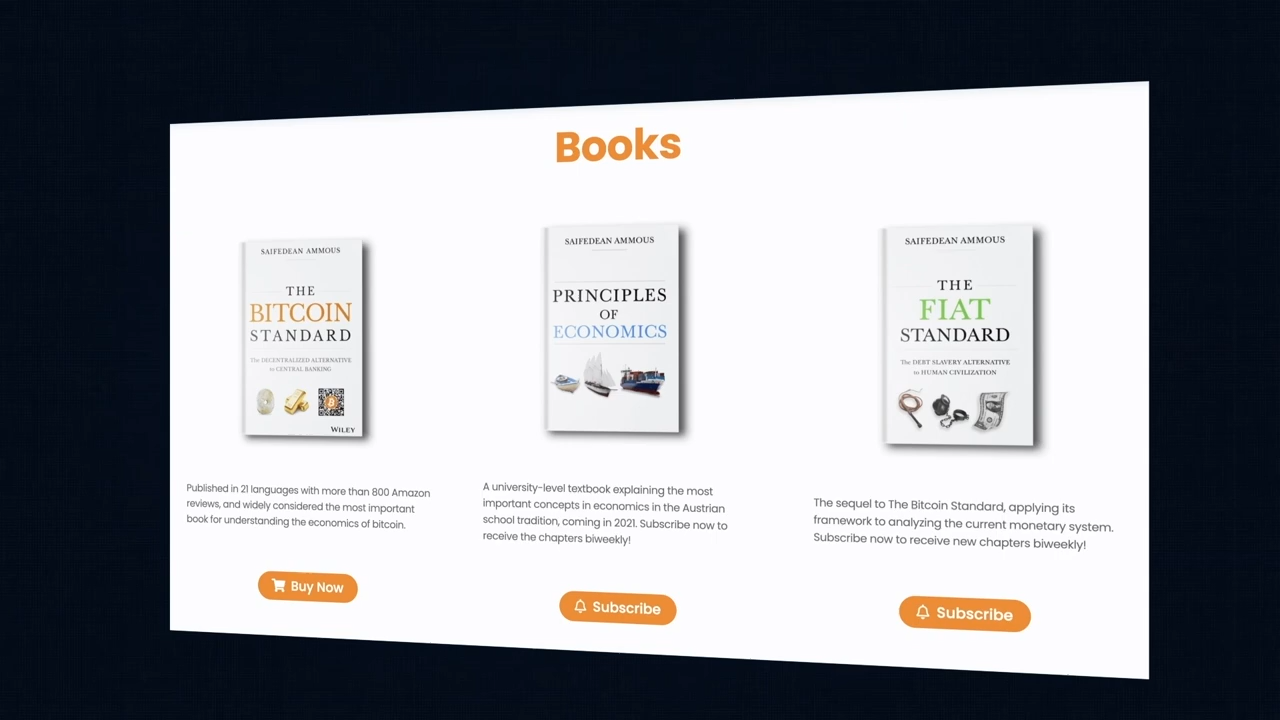 Books
SAIFEDEAN AMMOUS
THE
BITCOIN
STANDARD
The DECENTRALIZED ALTERNATIVE
to CENTRAL BANKING
WILEY
Published in 21 languages with more than 800 Amazon
reviews, and widely considered the most important
book for understanding the economics of bitcoin.
Buy Now
SAIFEDEAN AMMOUS
PRINCIPLES
OF
ECONOMICS
A university-level textbook explaining the most
important concepts in economics in the Austrian
school tradition, coming in 2021. Subscribe now to
receive the chapters biweekly!
Subscribe
SAIFEDEAN AMMOUS
THE
FIAT
STANDARD
The DEBT SLAVERY ALTERNATIVE
to HUMAN CIVILIZATION
The sequel to The Bitcoin Standard, applying its
framework to analyzing the current monetary system.
Subscribe now to receive new chapters biweekly!
Subscribe